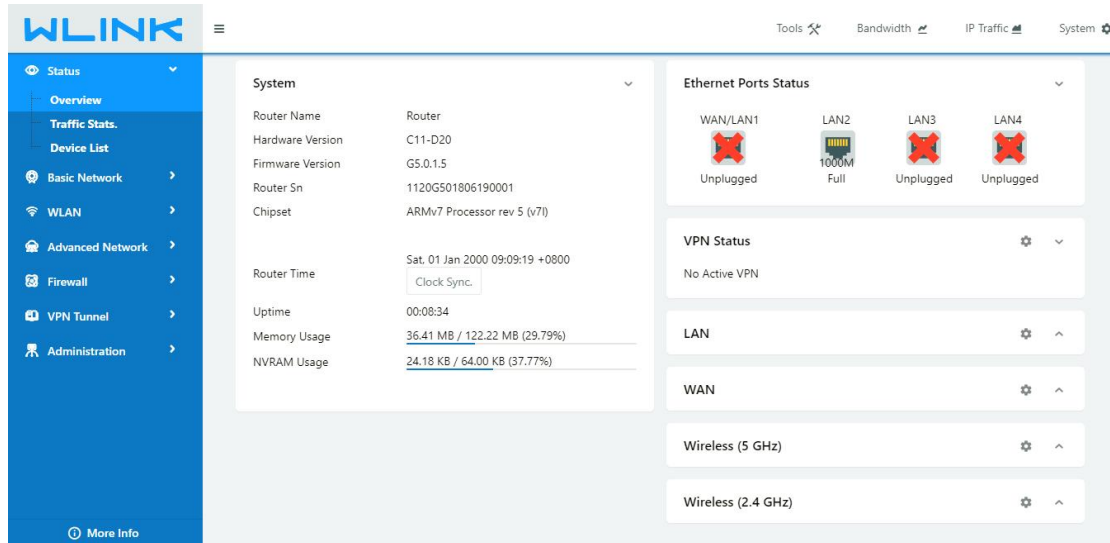 WLINK
Tools
Bandwidth
IP Traffic
System
Status
Overview
Traffic Stats.
Device List
Basic Network
WLAN
Advanced Network
Firewall
VPN Tunnel
Administration
More Info
System
Router Name Router
Hardware Version C11-D20
Firmware Version G5.0.1.5
Router Sn 1120G501806190001
Chipset ARMv7 Processor rev 5 (v7l)
Router Time Sat, 01 Jan 2000 09:09:19 +0800
Clock Sync.
Uptime 00:08:34
Memory Usage 36.41 MB / 122.22 MB (29.79%)
NVRAM Usage 24.18 KB / 64.00 KB (37.77%)
Ethernet Ports Status
WAN/LAN1 LAN2 LAN3 LAN4
1000M
Unplugged Full Unplugged Unplugged
VPN Status
No Active VPN
LAN
WAN
Wireless (5 GHz)
Wireless (2.4 GHz)